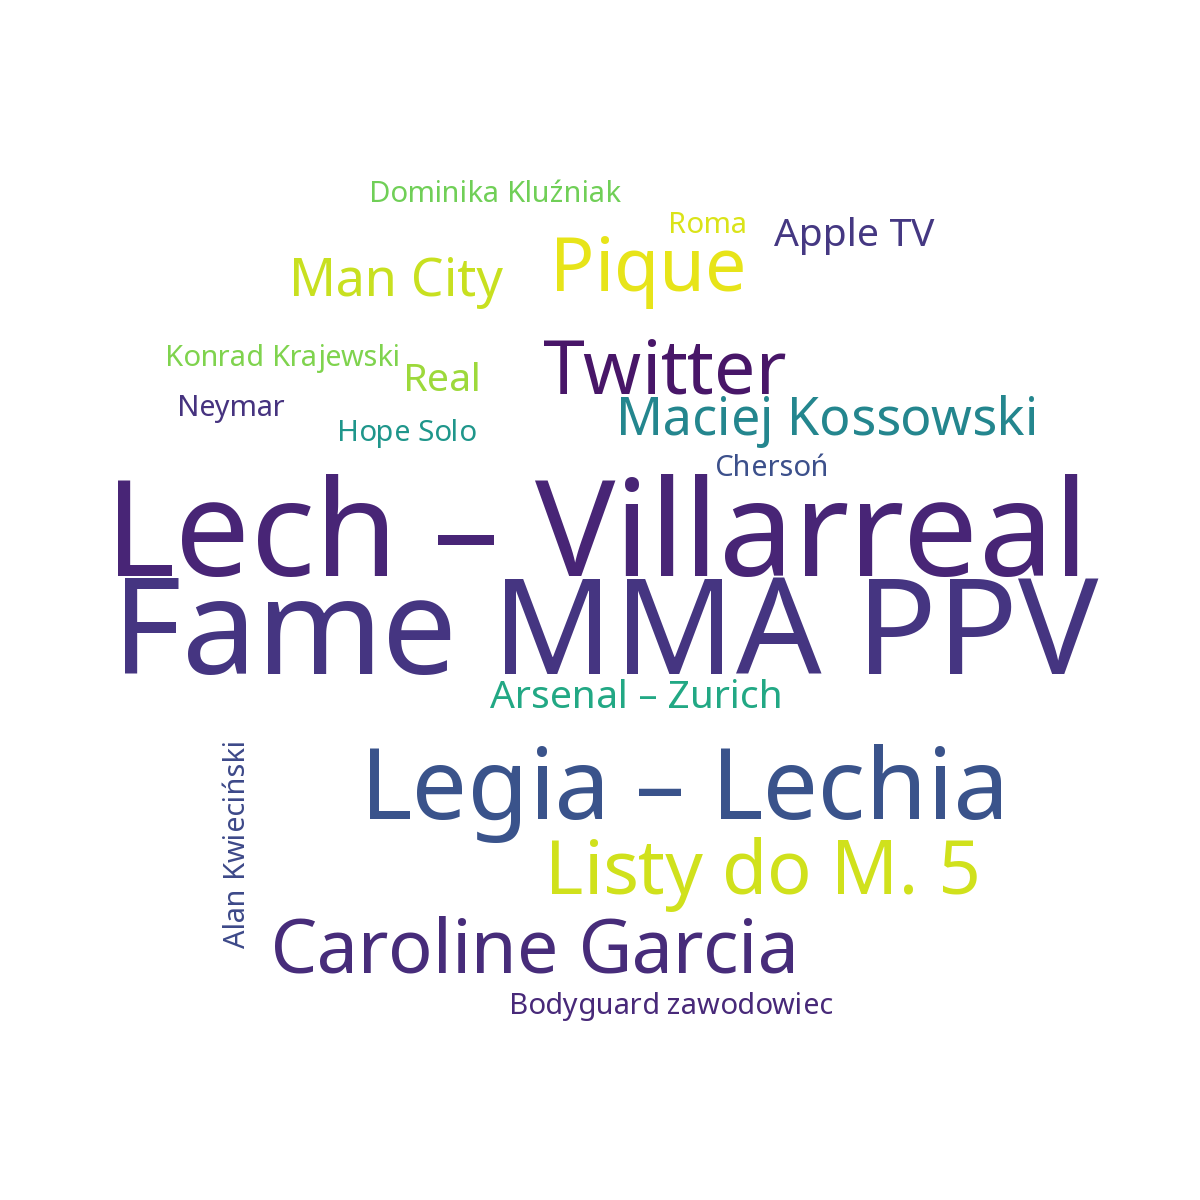 Dominika Kluźniak
Roma
Apple TV
Pique
Man City
Konrad Krajewski
Real
Twitter
Neymar
Hope Solo
Maciej Kossowski
Chersoń
Lech – Villarreal
Fame MMA PPV
Arsenal – Zurich
Legia – Lechia
Alan Kwieciński
Listy do M. 5
Caroline Garcia
Bodyguard zawodowiec